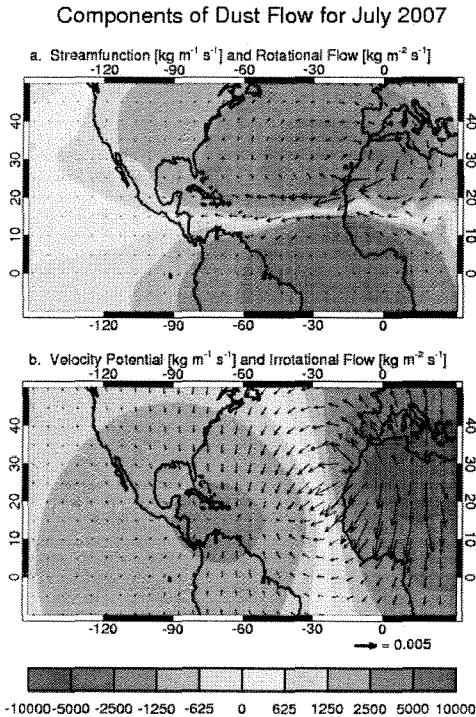 Components of Dust Flow for July 2007
a. Streamfunction [kg m⁻¹ s⁻¹] and Rotational Flow [kg m⁻² s⁻¹]
-120 -90 -60 -30 0
40 40
30 30
20 20
10 10
0 0
-120 -90 -60 -30 0
b. Velocity Potential [kg m⁻¹ s⁻¹] and Irrotational Flow [kg m⁻² s⁻¹]
-120 -90 -60 -30 0
40 40
30 30
20 20
10 10
0 0
-120 -90 -60 -30 0
= 0.005
-10000 -5000 -2500 -1250 -625 0 625 1250 2500 5000 10000